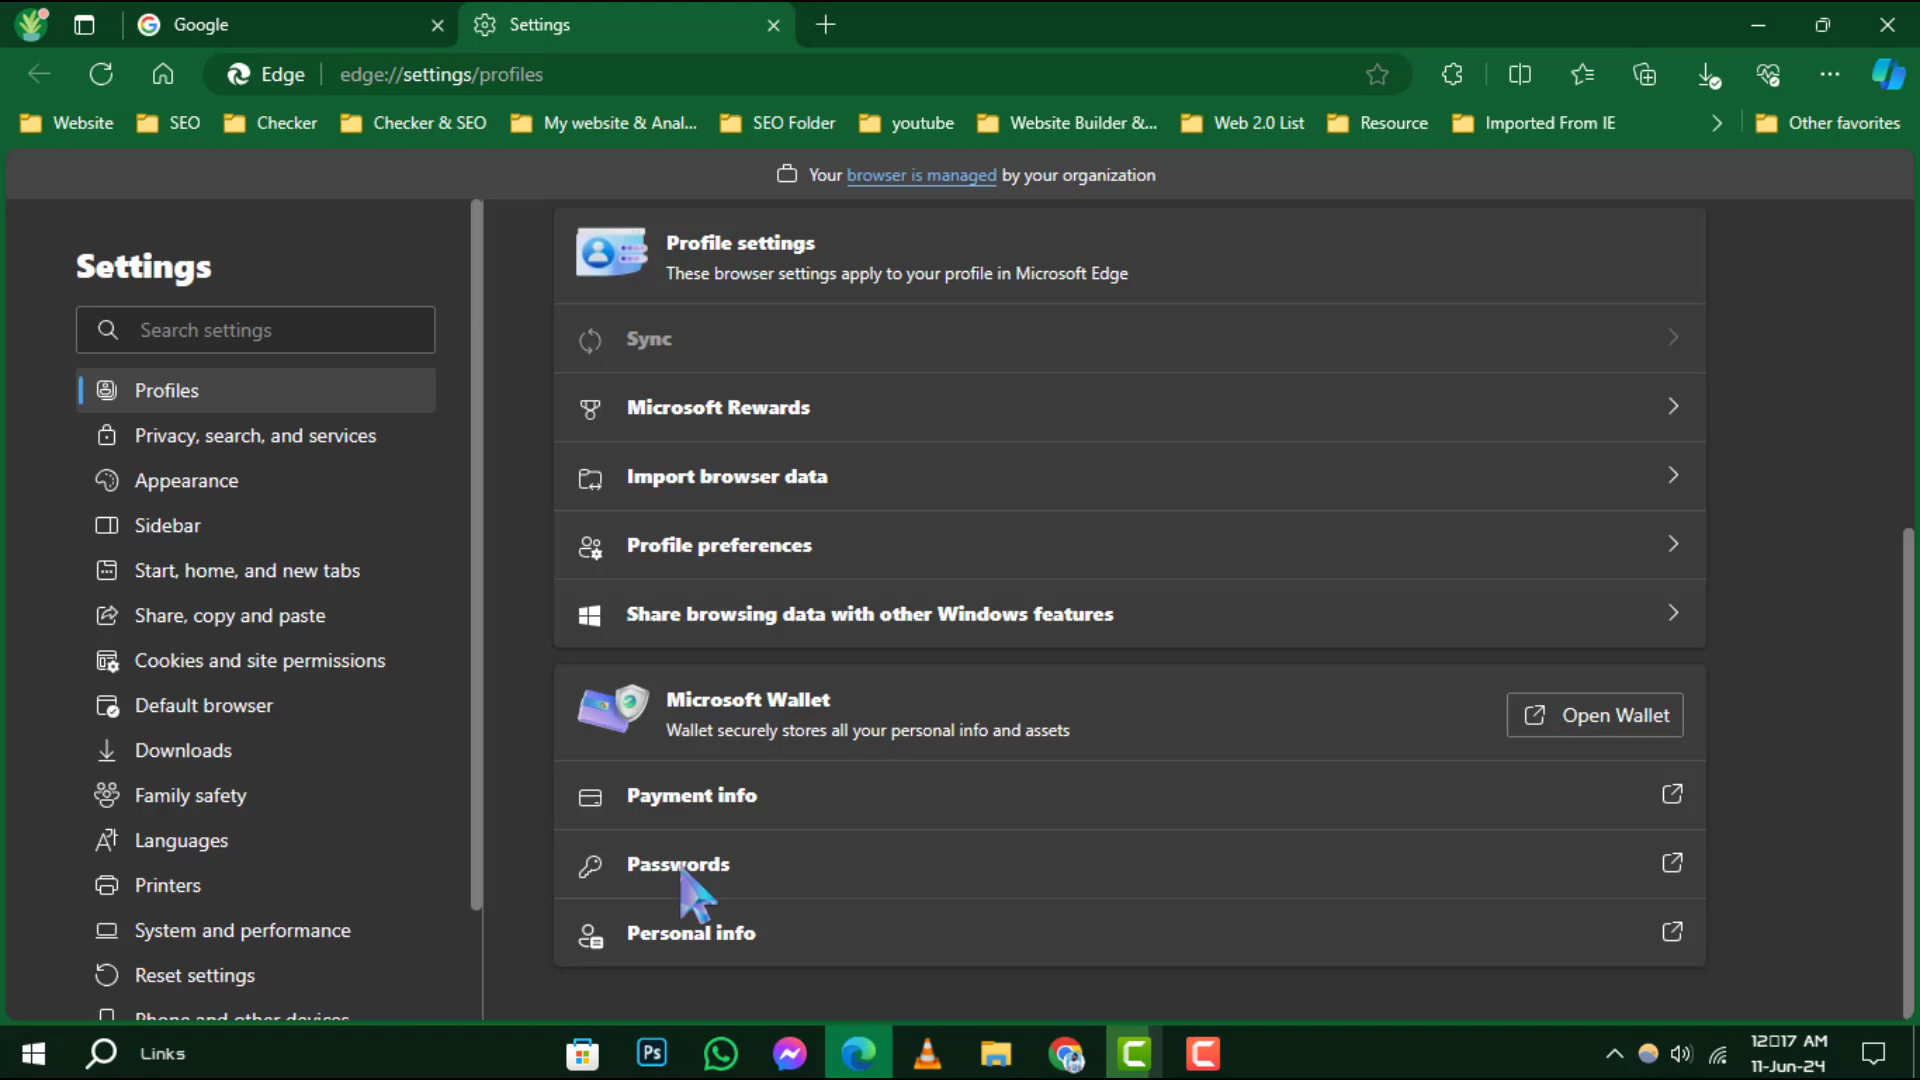 Google
Settings
Edge
edge://settings/profiles
Website
SEO
Checker
Checker & SEO
My website & Anal...
SEO Folder
youtube
Website Builder &...
Web 2.0 List
Resource
Imported From IE
Other favorites
Your browser is managed by your organization
Settings
Search settings
Profiles
Privacy, search, and services
Appearance
Sidebar
Start, home, and new tabs
Share, copy and paste
Cookies and site permissions
Default browser
Downloads
Family safety
Languages
Printers
System and performance
Reset settings
Phone and other devices
Profile settings
These browser settings apply to your profile in Microsoft Edge
Sync
Microsoft Rewards
Import browser data
Profile preferences
Share browsing data with other Windows features
Microsoft Wallet
Wallet securely stores all your personal info and assets
Open Wallet
Payment info
Passwords
Personal info
Links
Ps
12▯17 AM
11-Jun-24